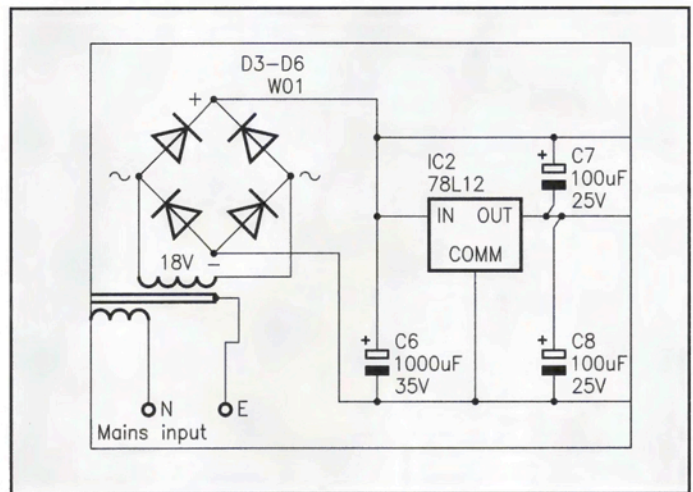 D3-D6
W01
+
~
~
18V
−
IC2
78L12
IN OUT
COMM
+
C7
100uF
25V
+
C6
1000uF
35V
+
C8
100uF
25V
N
E
Mains input